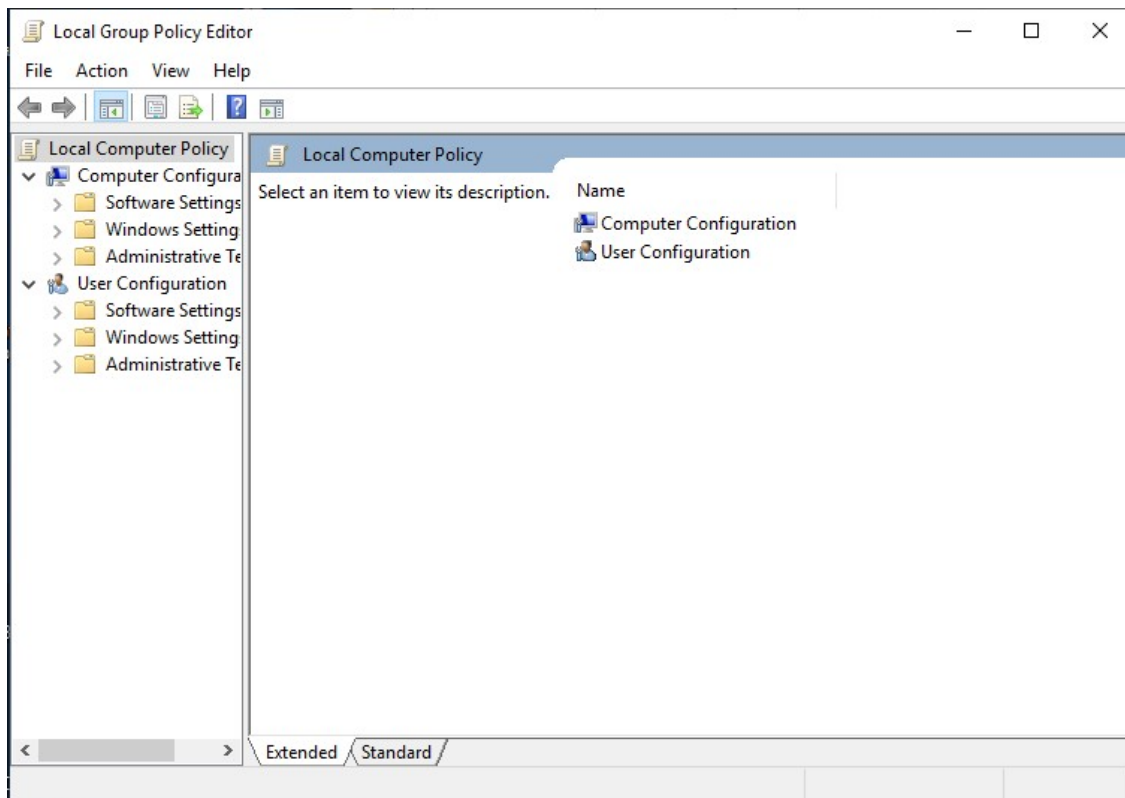 Local Group Policy Editor
File Action View Help
Local Computer Policy
Computer Configura
Software Settings
Windows Setting
Administrative Te
User Configuration
Software Settings
Windows Setting
Administrative Te
Local Computer Policy
Select an item to view its description.
Name
Computer Configuration
User Configuration
Extended Standard